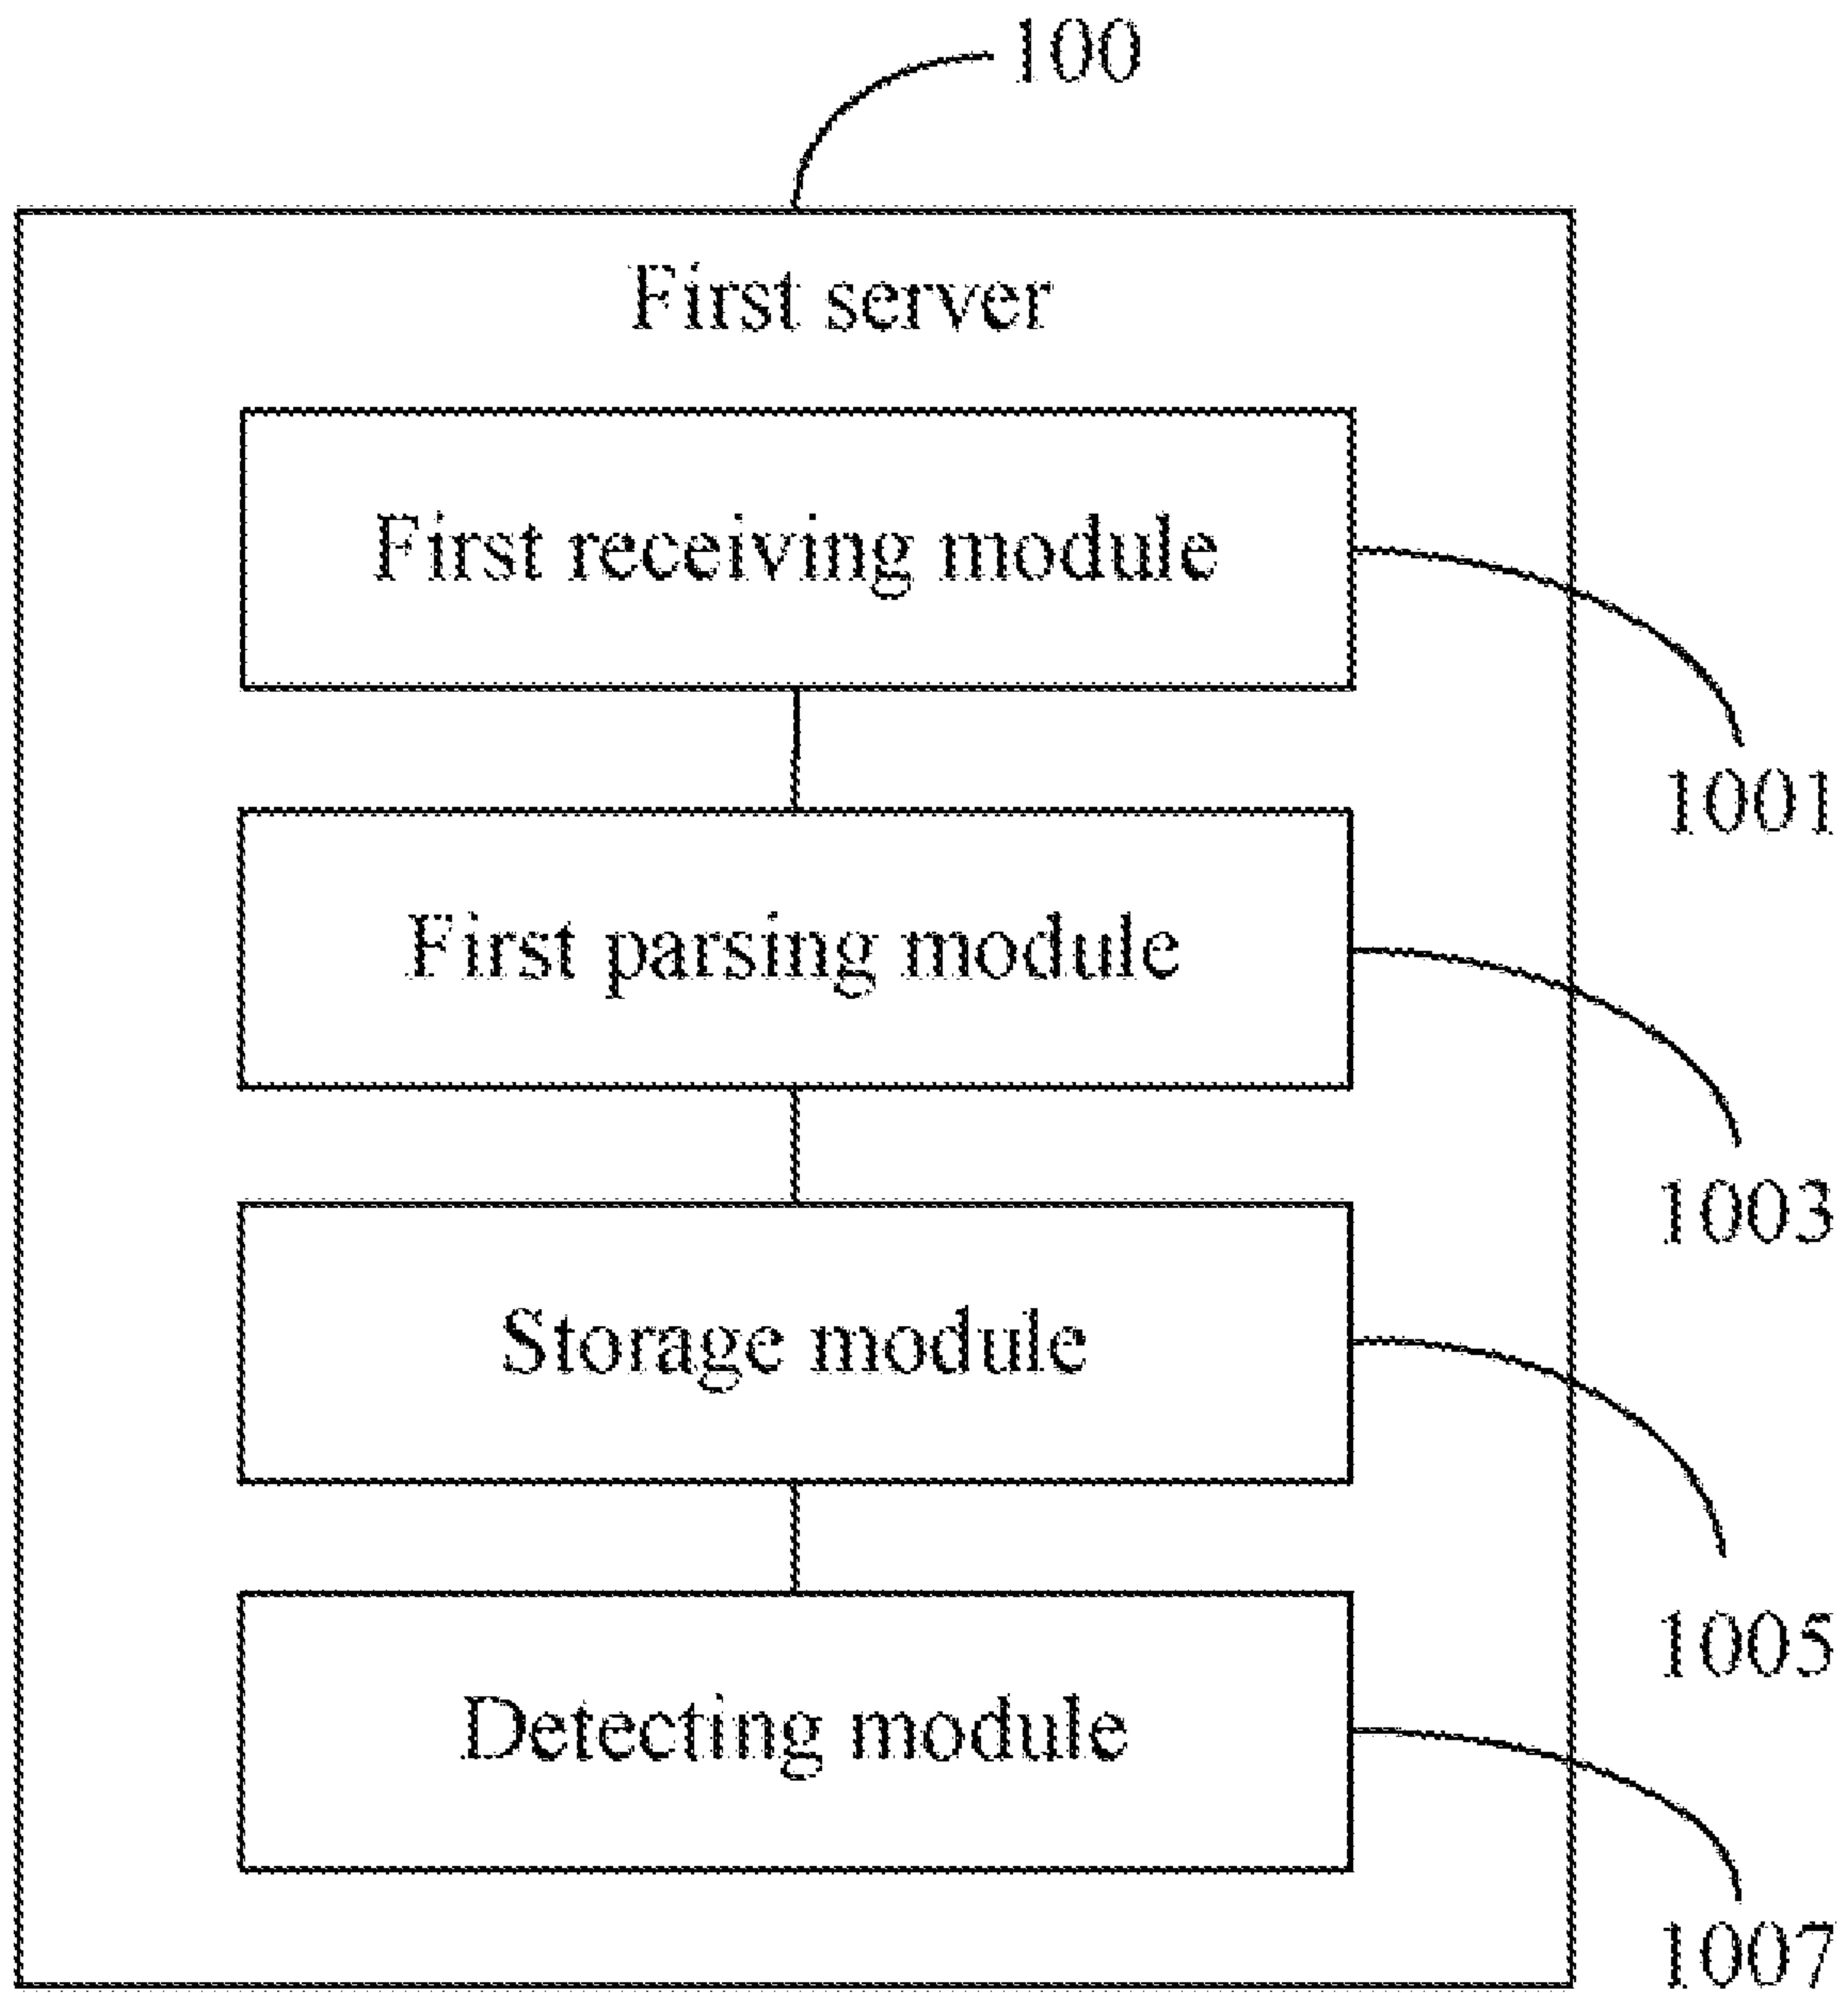 100
First server
First receiving module
1001
First parsing module
1003
Storage module
1005
Detecting module
1007